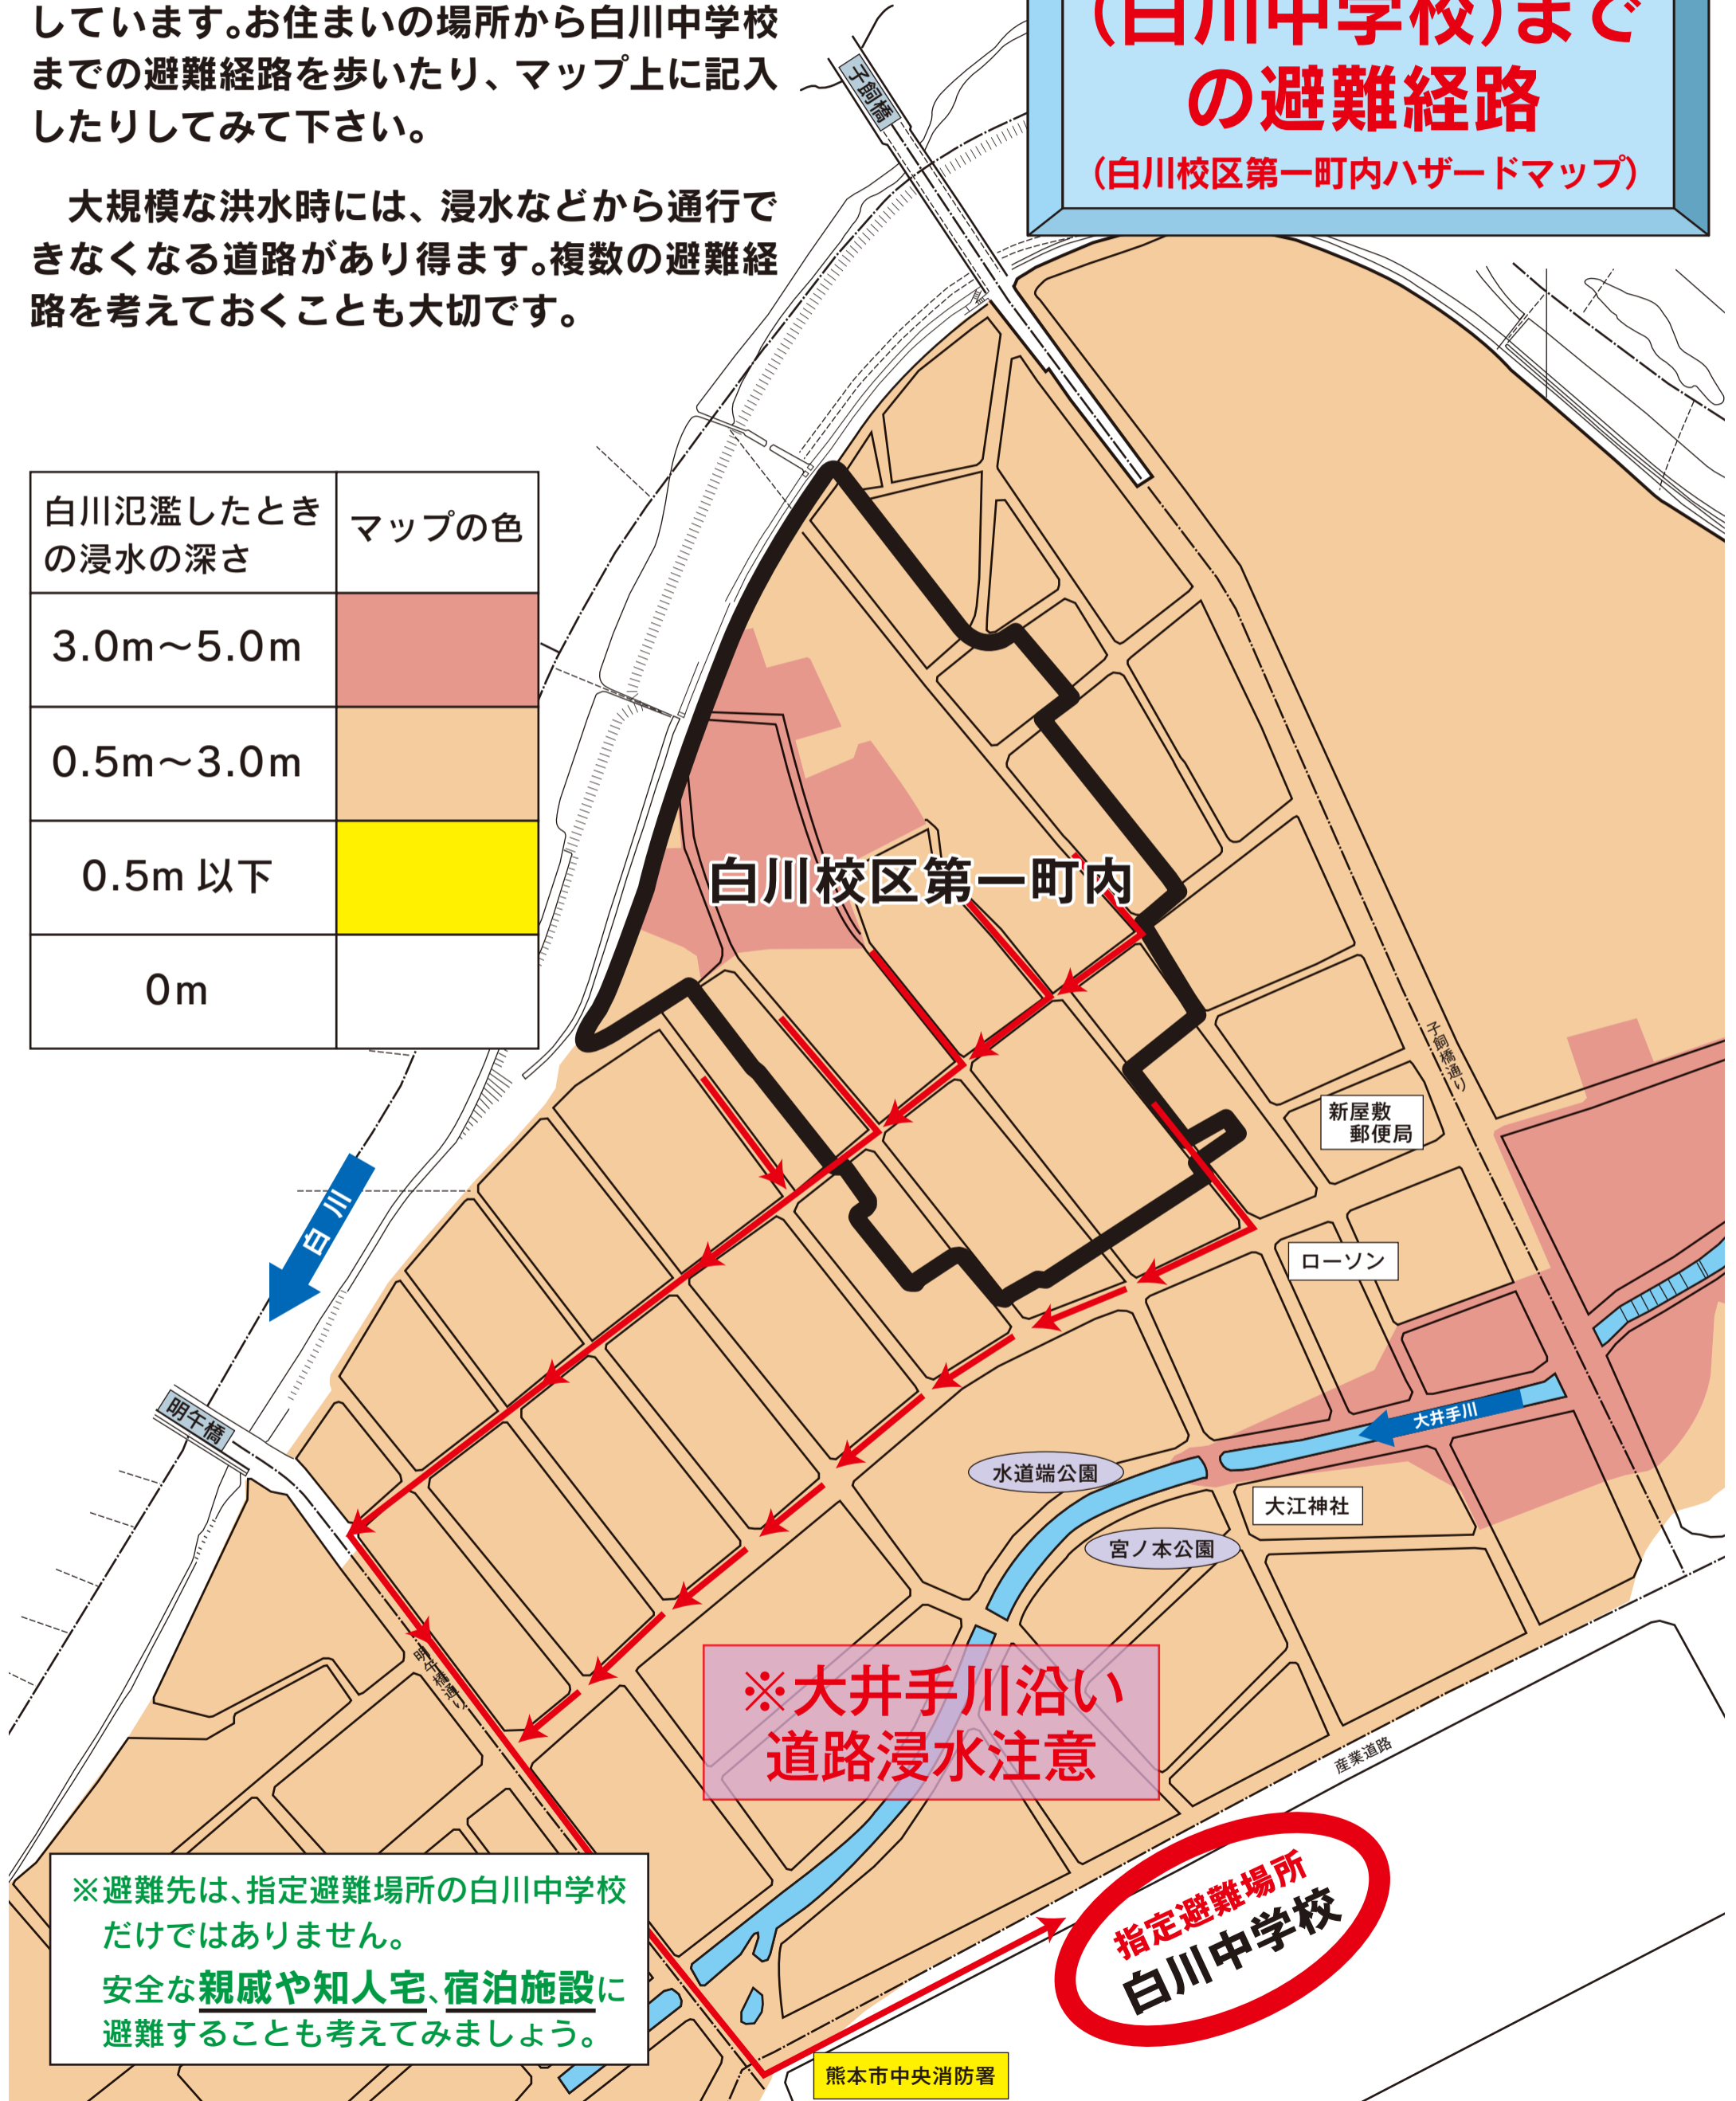 しています。お住まいの場所から白川中学校
までの避難経路を歩いたり、マップ上に記入
したりしてみて下さい。
大規模な洪水時には、浸水などから通行で
きなくなる道路があり得ます。複数の避難経
路を考えておくことも大切です。
(白川中学校)まで
の避難経路
(白川校区第一町内ハザードマップ)
子飼橋
白川氾濫したとき
の浸水の深さ
マップの色
3.0m～5.0m
0.5m～3.0m
0.5m 以下
0m
白川校区第一町内
子飼橋通り
新屋敷
郵便局
ローソン
白川
明午橋
大井手川
水道端公園
大江神社
宮ノ本公園
明午橋通り
※大井手川沿い
道路浸水注意
産業道路
指定避難場所
白川中学校
※避難先は、指定避難場所の白川中学校
だけではありません。
安全な親戚や知人宅、宿泊施設に
避難することも考えてみましょう。
熊本市中央消防署